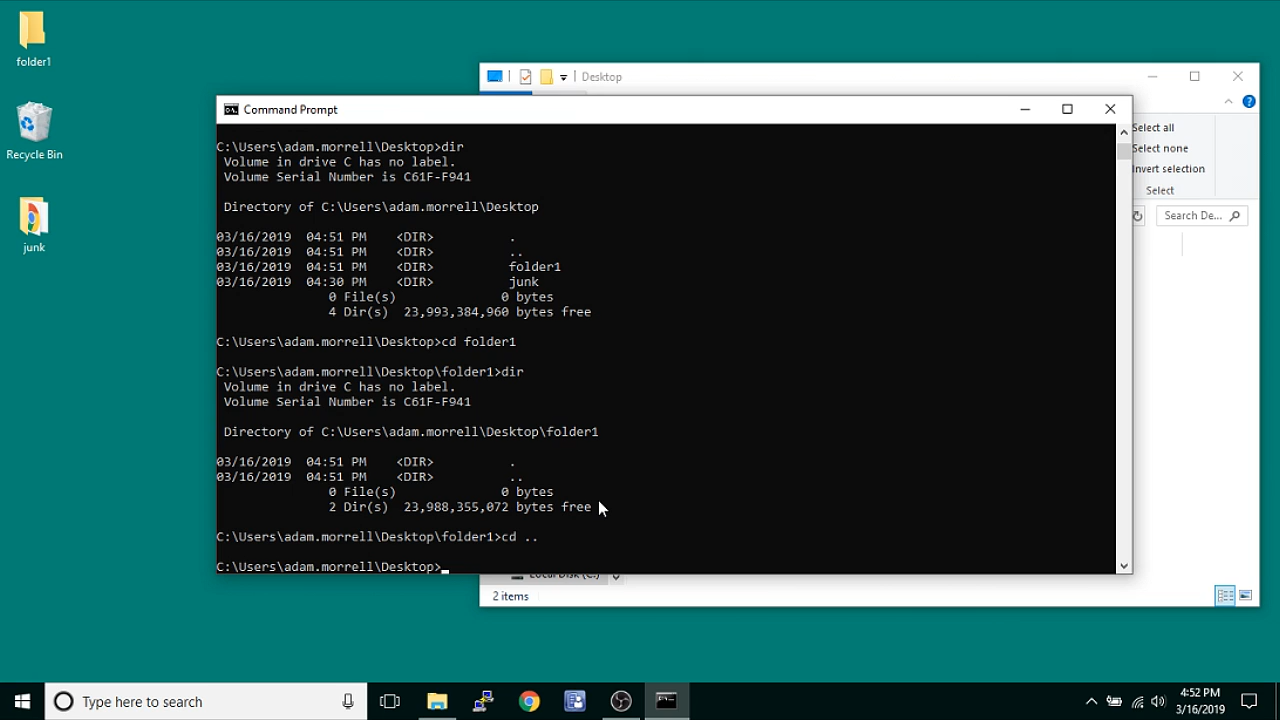 folder1
Recycle Bin
junk
Desktop
Select all
Select none
Invert selection
Select
Search De...
Command Prompt
C:\Users\adam.morrell\Desktop>dir
Volume in drive C has no label.
Volume Serial Number is C61F-F941
Directory of C:\Users\adam.morrell\Desktop
03/16/2019 04:51 PM <DIR> .
03/16/2019 04:51 PM <DIR> ..
03/16/2019 04:51 PM <DIR> folder1
03/16/2019 04:30 PM <DIR> junk
0 File(s) 0 bytes
4 Dir(s) 23,993,384,960 bytes free
C:\Users\adam.morrell\Desktop>cd folder1
C:\Users\adam.morrell\Desktop\folder1>dir
Volume in drive C has no label.
Volume Serial Number is C61F-F941
Directory of C:\Users\adam.morrell\Desktop\folder1
03/16/2019 04:51 PM <DIR> .
03/16/2019 04:51 PM <DIR> ..
0 File(s) 0 bytes
2 Dir(s) 23,988,355,072 bytes free
C:\Users\adam.morrell\Desktop\folder1>cd ..
C:\Users\adam.morrell\Desktop>
Local Disk (C:)
2 items
Type here to search
4:52 PM
3/16/2019